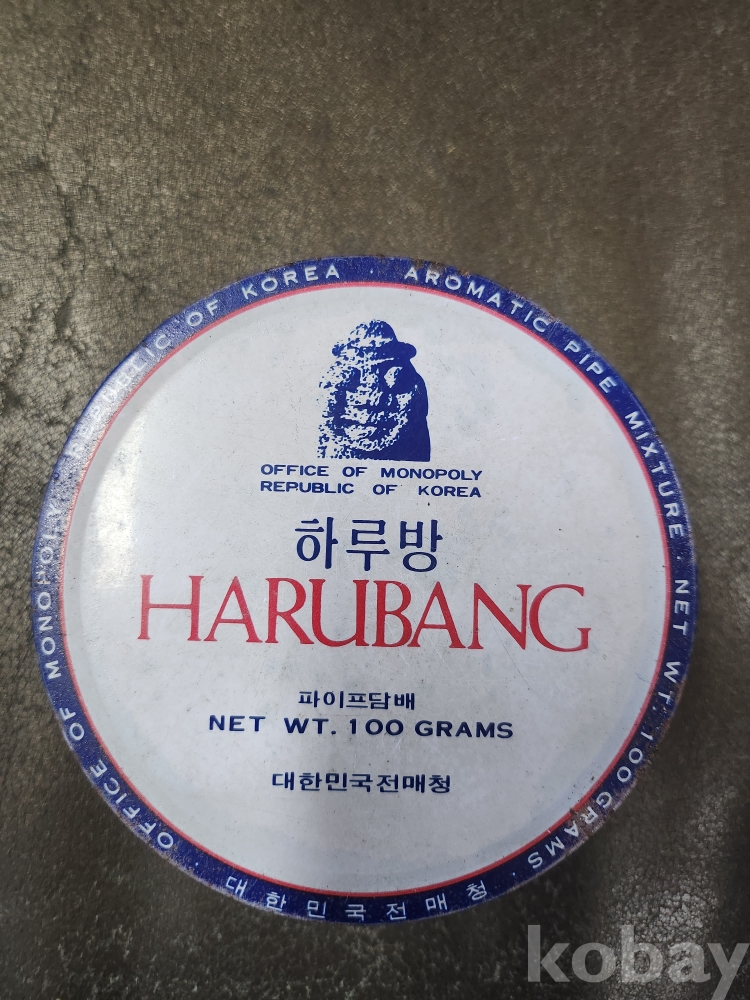 OFFICE OF MONOPOLY REPUBLIC OF KOREA · AROMATIC PIPE MIXTURE · NET WT. 100 GRAMS · 대한민국전매청 ·
OFFICE OF MONOPOLY
REPUBLIC OF KOREA
하루방
HARUBANG
파이프담배
NET WT. 100 GRAMS
대한민국전매청
kobay